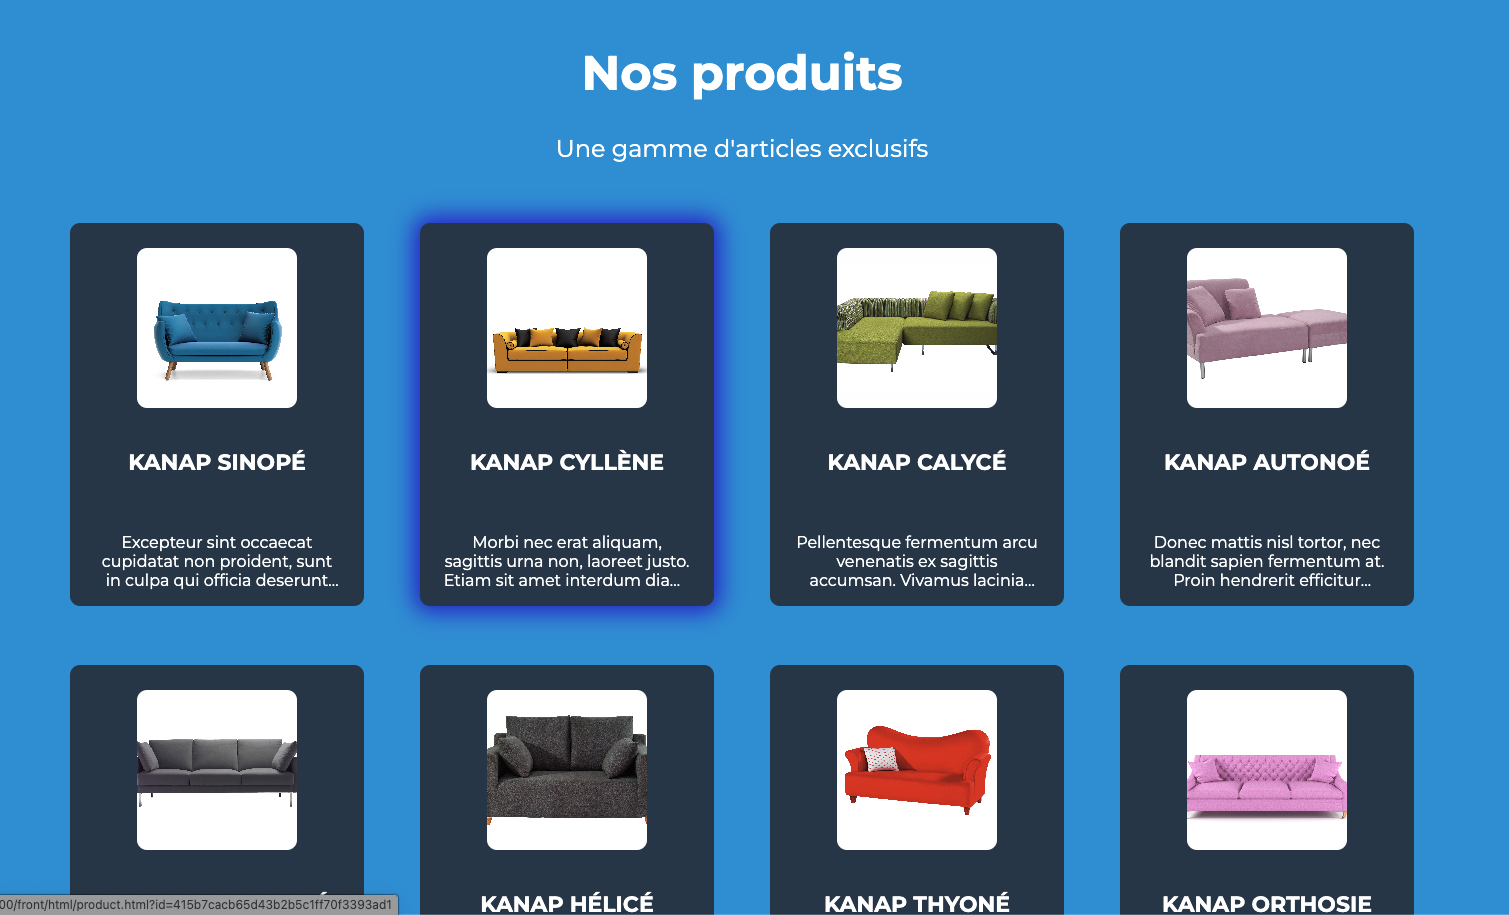 Nos produits
Une gamme d'articles exclusifs
KANAP SINOPÉ
Excepteur sint occaecat
cupidatat non proident, sunt
in culpa qui officia deserunt...
KANAP CYLLÈNE
Morbi nec erat aliquam,
sagittis urna non, laoreet justo.
Etiam sit amet interdum dia...
KANAP CALYCÉ
Pellentesque fermentum arcu
venenatis ex sagittis
accumsan. Vivamus lacinia...
KANAP AUTONOÉ
Donec mattis nisl tortor, nec
blandit sapien fermentum at.
Proin hendrerit efficitur...
KANAP HÉLICÉ
KANAP THYONÉ
KANAP ORTHOSIE
00/front/html/product.html?id=415b7cacb65d43b2b5c1ff70f3393ad1